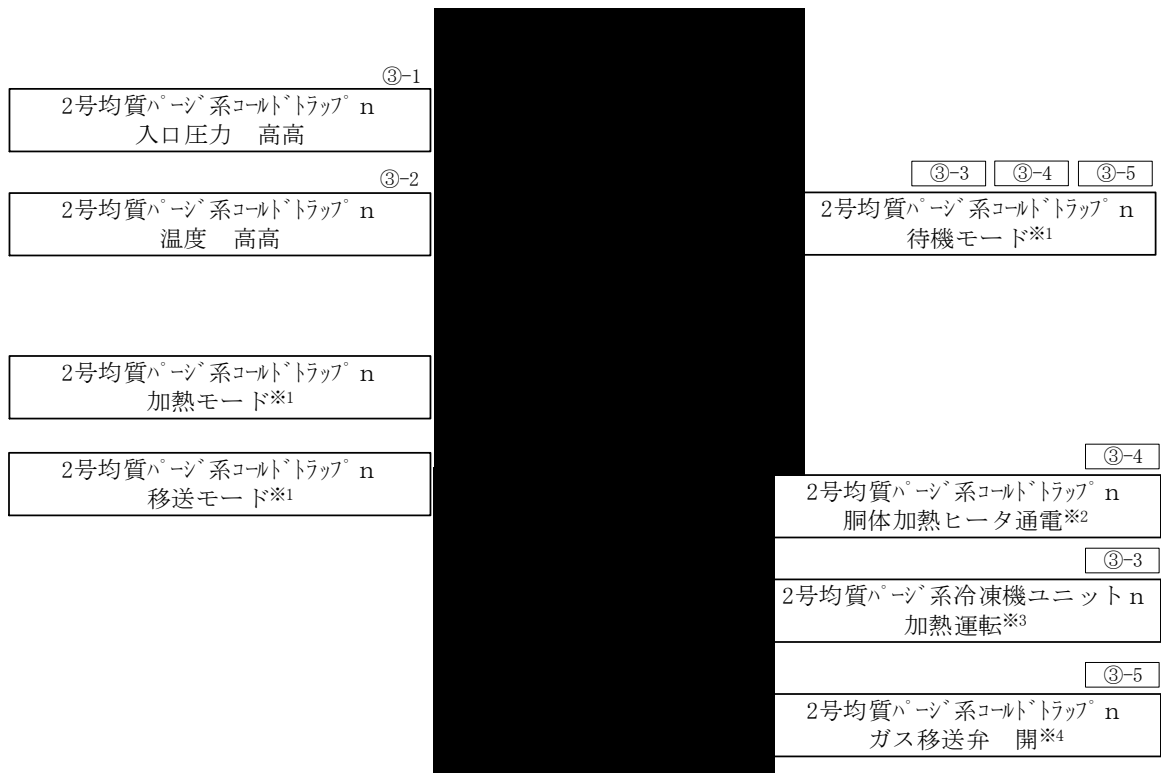 ③-1
2号均質ﾊﾟｰｼﾞ系ｺｰﾙﾄﾞﾄﾗｯﾌﾟ n
入口圧力　高高
③-2
2号均質ﾊﾟｰｼﾞ系ｺｰﾙﾄﾞﾄﾗｯﾌﾟ n
温度　高高
2号均質ﾊﾟｰｼﾞ系ｺｰﾙﾄﾞﾄﾗｯﾌﾟ n
加熱モード※1
2号均質ﾊﾟｰｼﾞ系ｺｰﾙﾄﾞﾄﾗｯﾌﾟ n
移送モード※1
③-3 ③-4 ③-5
2号均質ﾊﾟｰｼﾞ系ｺｰﾙﾄﾞﾄﾗｯﾌﾟ n
待機モード※1
③-4
2号均質ﾊﾟｰｼﾞ系ｺｰﾙﾄﾞﾄﾗｯﾌﾟ n
胴体加熱ヒータ通電※2
③-3
2号均質ﾊﾟｰｼﾞ系冷凍機ユニットn
加熱運転※3
③-5
2号均質ﾊﾟｰｼﾞ系ｺｰﾙﾄﾞﾄﾗｯﾌﾟ n
ガス移送弁　開※4